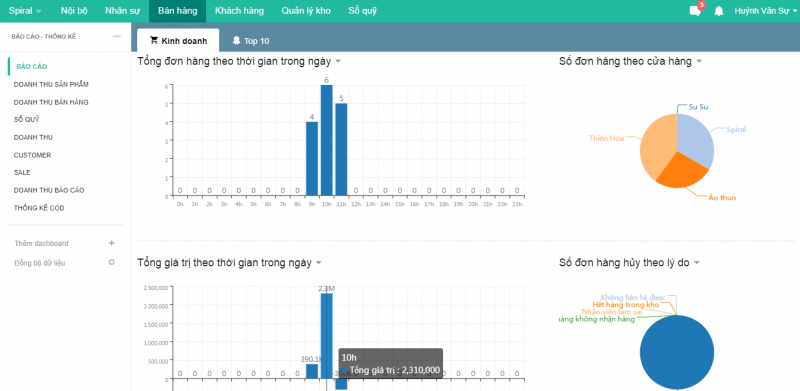 Spiral Nội bộ Nhân sự Bán hàng Khách hàng Quản lý kho Sổ quỹ 3 Huỳnh Văn Sự
BÁO CÁO - THỐNG KÊ
Kinh doanh Top 10
BÁO CÁO
DOANH THU SẢN PHẨM
DOANH THU BÁN HÀNG
SỔ QUỸ
DOANH THU
CUSTOMER
SALE
DOANH THU BÁO CÁO
THỐNG KÊ COD
Thêm dashboard
Đồng bộ dữ liệu
Tổng đơn hàng theo thời gian trong ngày
6
5
4
3
2
1
0
0 0 0 0 0 0 0 0 0 4 6 5 0 0 0 0 0 0 0 0 0 0 0 0
0h 1h 2h 3h 4h 5h 6h 7h 8h 9h 10h 11h 12h 13h 14h 15h 16h 17h 18h 19h 20h 21h 22h 23h
Số đơn hàng theo cửa hàng
Su Su
Spiral
Thiên Hòa
Áo thun
Tổng giá trị theo thời gian trong ngày
2,500,000
2,000,000
1,500,000
1,000,000
500,000
0
0 0 0 0 0 0 0 0 0 390.1K 2.3M 0 0 0 0 0 0 0
10h
Tổng giá trị : 2,310,000
Số đơn hàng hủy theo lý do
Không liên hệ được
Hết hàng trong kho
Nhân viên làm sai
hàng không nhận hàng